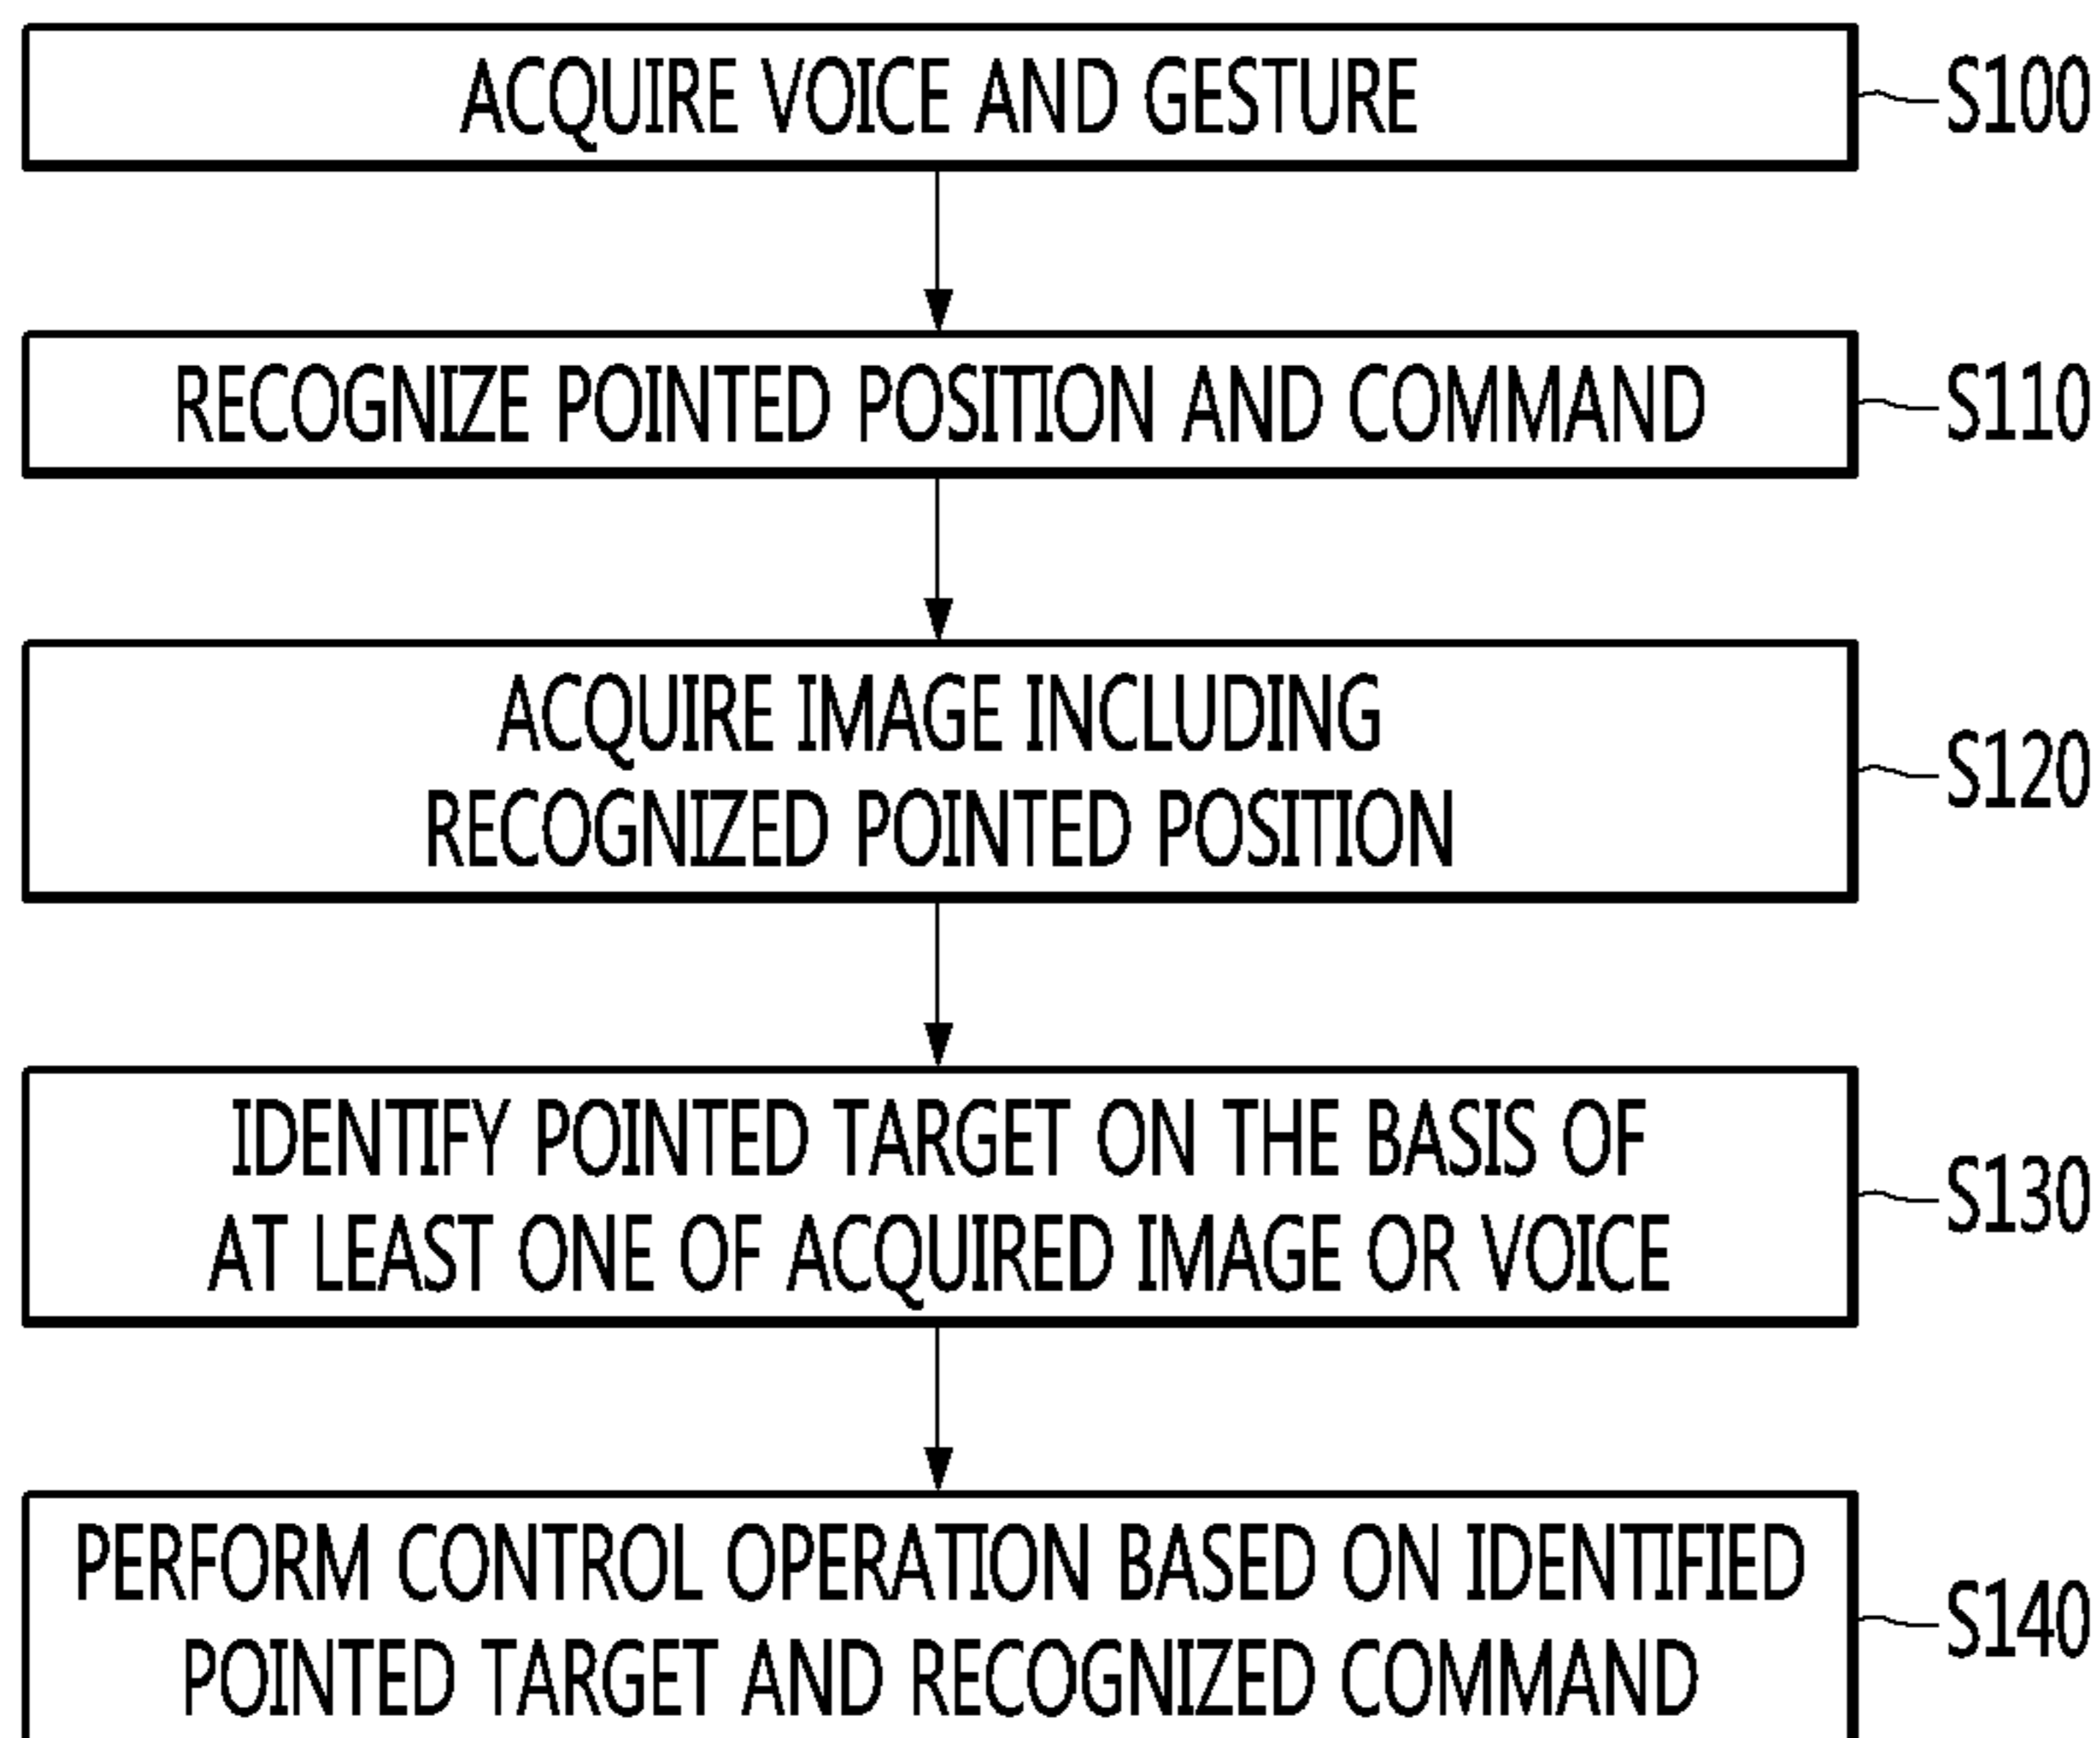 ACQUIRE VOICE AND GESTURE
S100
RECOGNIZE POINTED POSITION AND COMMAND
S110
ACQUIRE IMAGE INCLUDING
RECOGNIZED POINTED POSITION
S120
IDENTIFY POINTED TARGET ON THE BASIS OF
AT LEAST ONE OF ACQUIRED IMAGE OR VOICE
S130
PERFORM CONTROL OPERATION BASED ON IDENTIFIED
POINTED TARGET AND RECOGNIZED COMMAND
S140